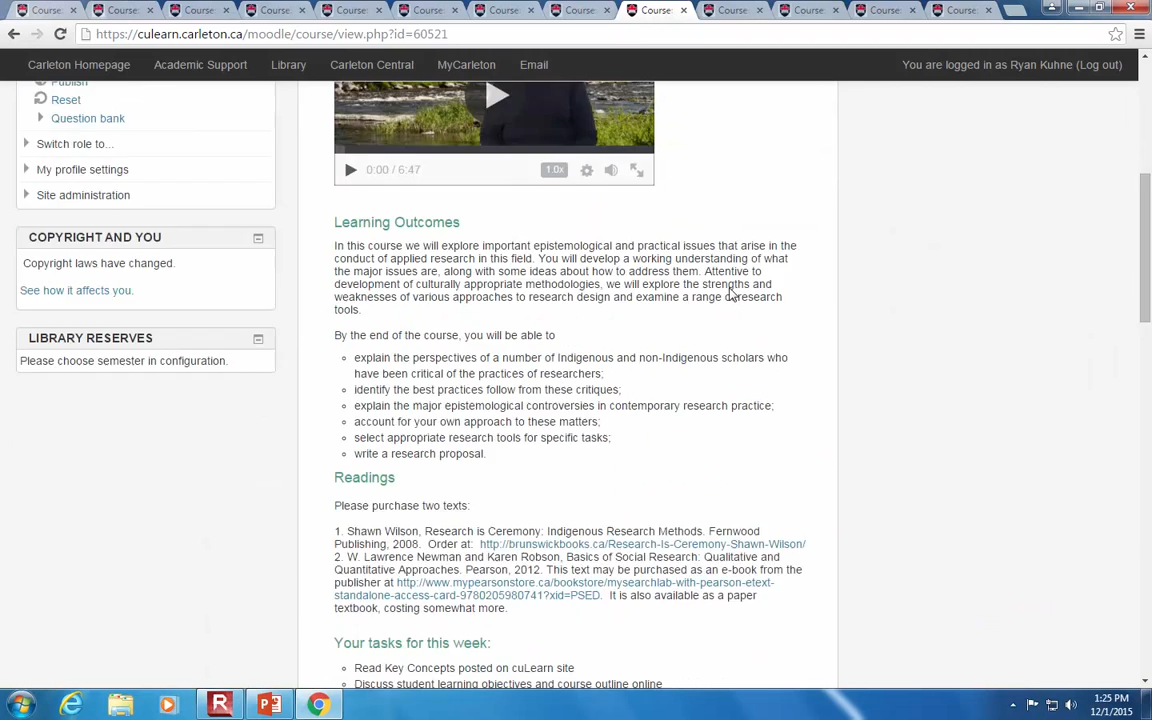 Course: Course: Course: Course: Course: Course: Course: Course: Course: Course: Course: Course: Course:
https://culearn.carleton.ca/moodle/course/view.php?id=60521
Carleton Homepage Academic Support Library Carleton Central MyCarleton Email You are logged in as Ryan Kuhne (Log out)
Publish
Reset
Question bank
Switch role to...
My profile settings
Site administration
COPYRIGHT AND YOU
Copyright laws have changed.
See how it affects you.
LIBRARY RESERVES
Please choose semester in configuration.
0:00 / 6:47 1.0x
Learning Outcomes
In this course we will explore important epistemological and practical issues that arise in the
conduct of applied research in this field. You will develop a working understanding of what
the major issues are, along with some ideas about how to address them. Attentive to
development of culturally appropriate methodologies, we will explore the strengths and
weaknesses of various approaches to research design and examine a range of research
tools.
By the end of the course, you will be able to
explain the perspectives of a number of Indigenous and non-Indigenous scholars who
have been critical of the practices of researchers;
identify the best practices follow from these critiques;
explain the major epistemological controversies in contemporary research practice;
account for your own approach to these matters;
select appropriate research tools for specific tasks;
write a research proposal.
Readings
Please purchase two texts:
1. Shawn Wilson, Research is Ceremony: Indigenous Research Methods. Fernwood
Publishing, 2008. Order at: http://brunswickbooks.ca/Research-Is-Ceremony-Shawn-Wilson/
2. W. Lawrence Newman and Karen Robson, Basics of Social Research: Qualitative and
Quantitative Approaches. Pearson, 2012. This text may be purchased as an e-book from the
publisher at http://www.mypearsonstore.ca/bookstore/mysearchlab-with-pearson-etext-
standalone-access-card-9780205980741?xid=PSED. It is also available as a paper
textbook, costing somewhat more.
Your tasks for this week:
Read Key Concepts posted on cuLearn site
Discuss student learning objectives and course outline online
1:25 PM
12/1/2015